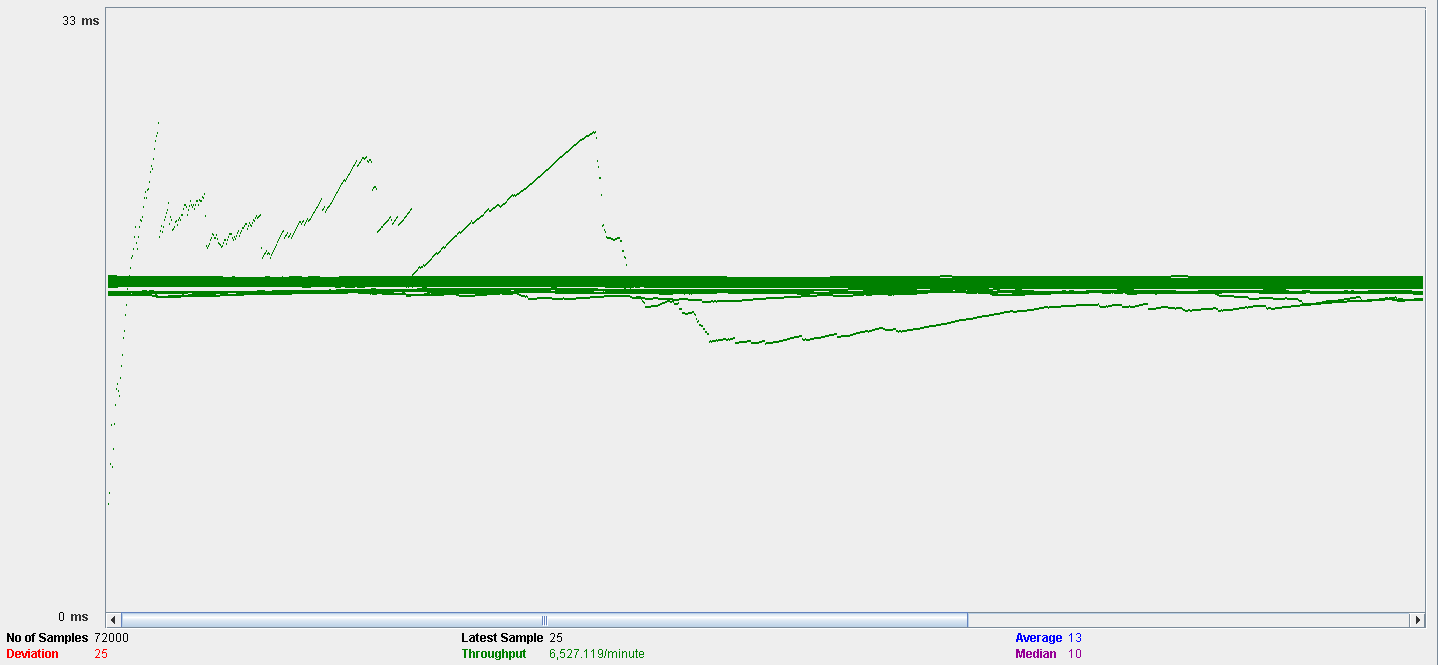 33 ms
0 ms
No of Samples 72000 Latest Sample 25 Average 13
Deviation 25 Throughput 6,527.119/minute Median 10